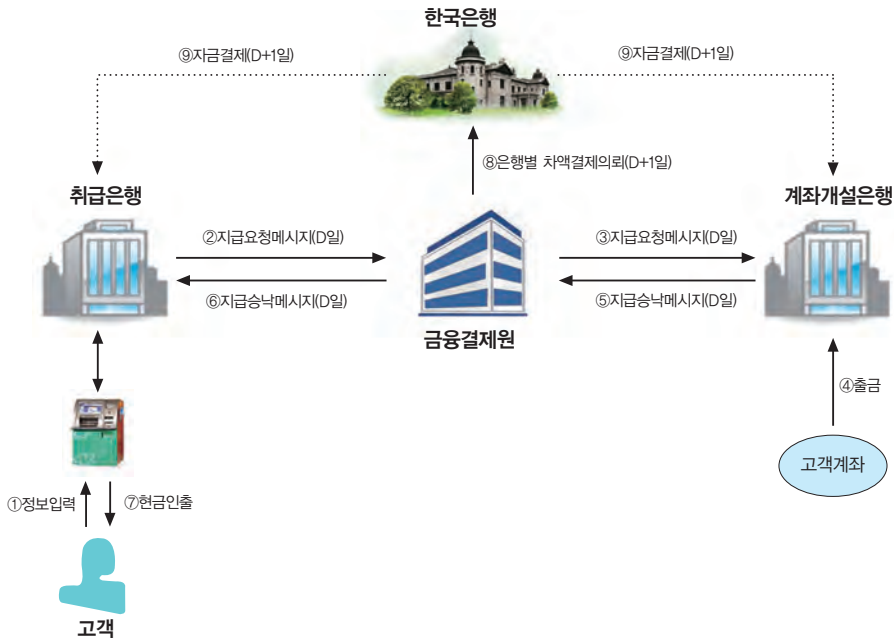 한국은행
⑨자금결제(D+1일)
⑨자금결제(D+1일)
⑧은행별 차액결제의뢰(D+1일)
취급은행
계좌개설은행
②지급요청메시지(D일)
③지급요청메시지(D일)
⑥지급승낙메시지(D일)
⑤지급승낙메시지(D일)
금융결제원
④출금
고객계좌
①정보입력
⑦현금인출
고객